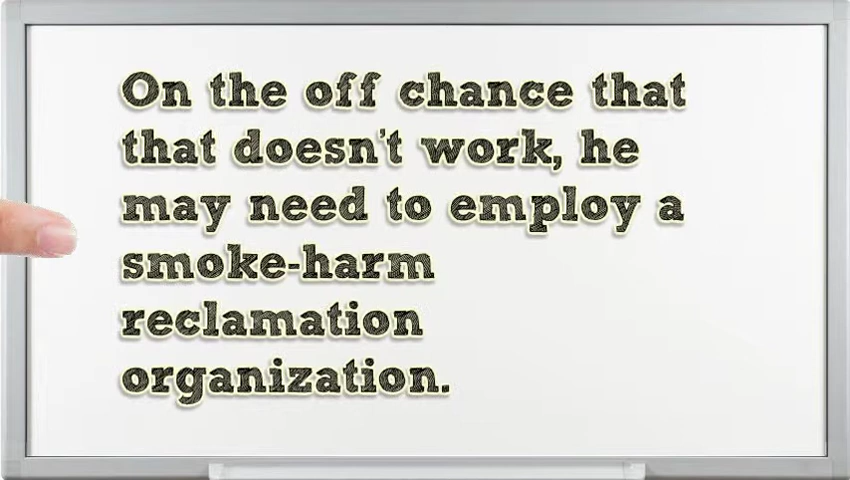 On the off chance that
that doesn't work, he
may need to employ a
smoke-harm
reclamation
organization.